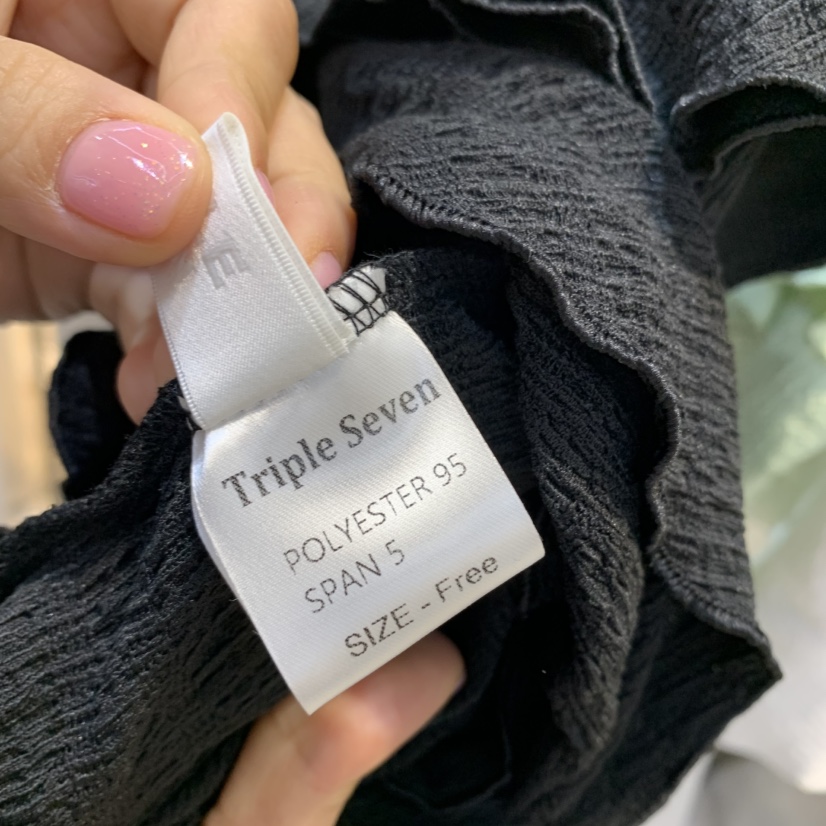 E
Triple Seven
POLYESTER 95
SPAN 5
SIZE - Free